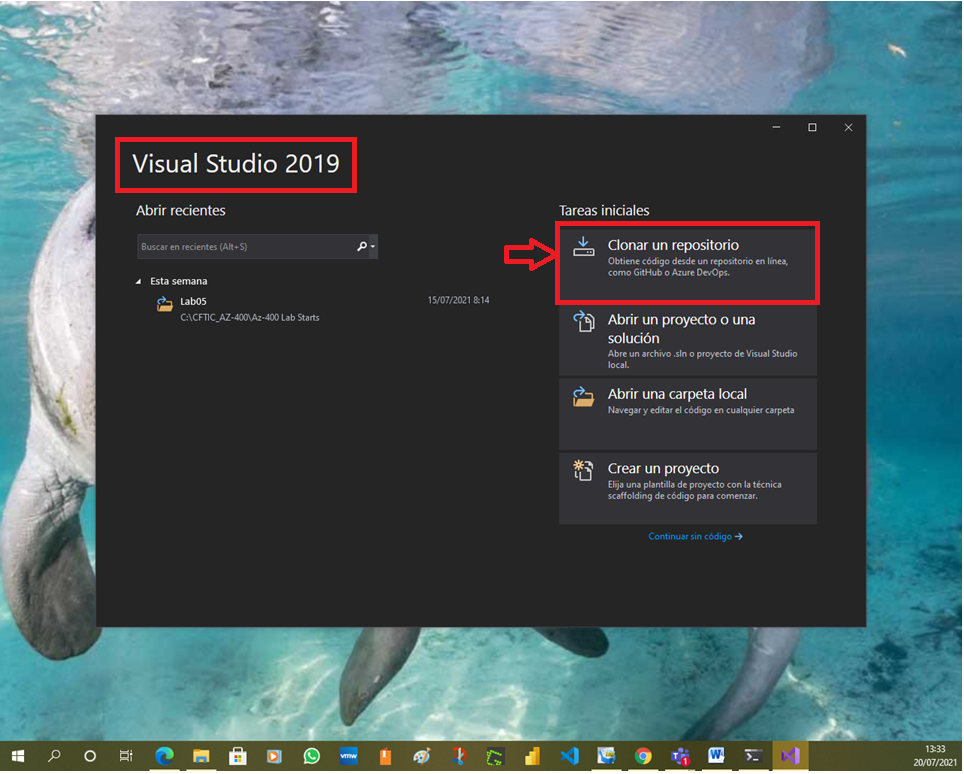 Visual Studio 2019
Abrir recientes
Buscar en recientes (Alt+S)
Esta semana
Lab05
15/07/2021 8:14
C:\CFTIC_AZ-400\Az-400 Lab Starts
Tareas iniciales
Clonar un repositorio
Obtiene código desde un repositorio en línea,
como GitHub o Azure DevOps.
Abrir un proyecto o una
solución
Abre un archivo .sln o proyecto de Visual Studio
local.
Abrir una carpeta local
Navegar y editar el código en cualquier carpeta
Crear un proyecto
Elija una plantilla de proyecto con la técnica
scaffolding de código para comenzar.
Continuar sin código
vmw
13:33
20/07/2021